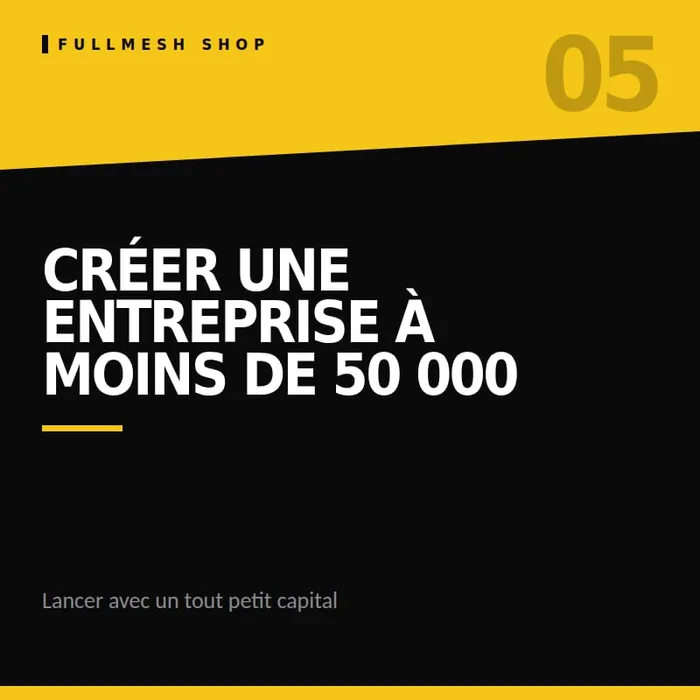 FULLMESH SHOP
05
CRÉER UNE
ENTREPRISE À
MOINS DE 50 000
Lancer avec un tout petit capital